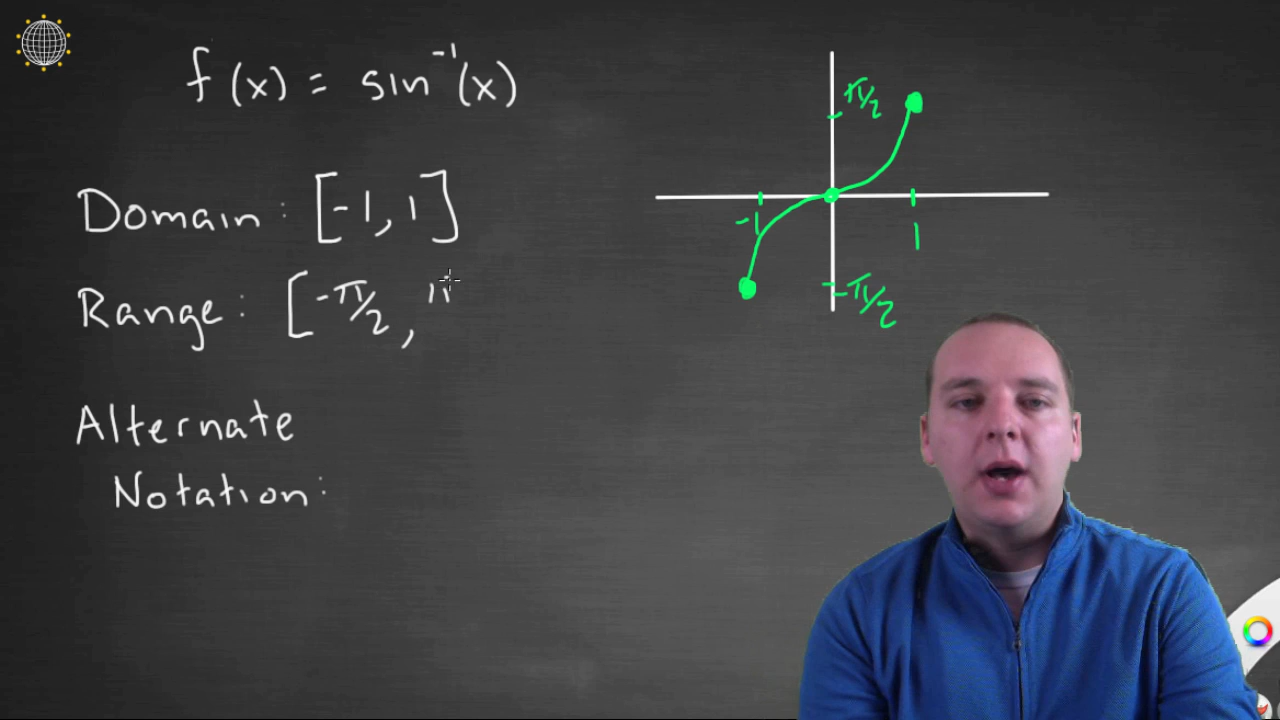 f(x) = sin⁻¹(x)
Domain: [-1, 1]
Range: [-π/2, π
Alternate
Notation:
π/2
-1
1
-π/2